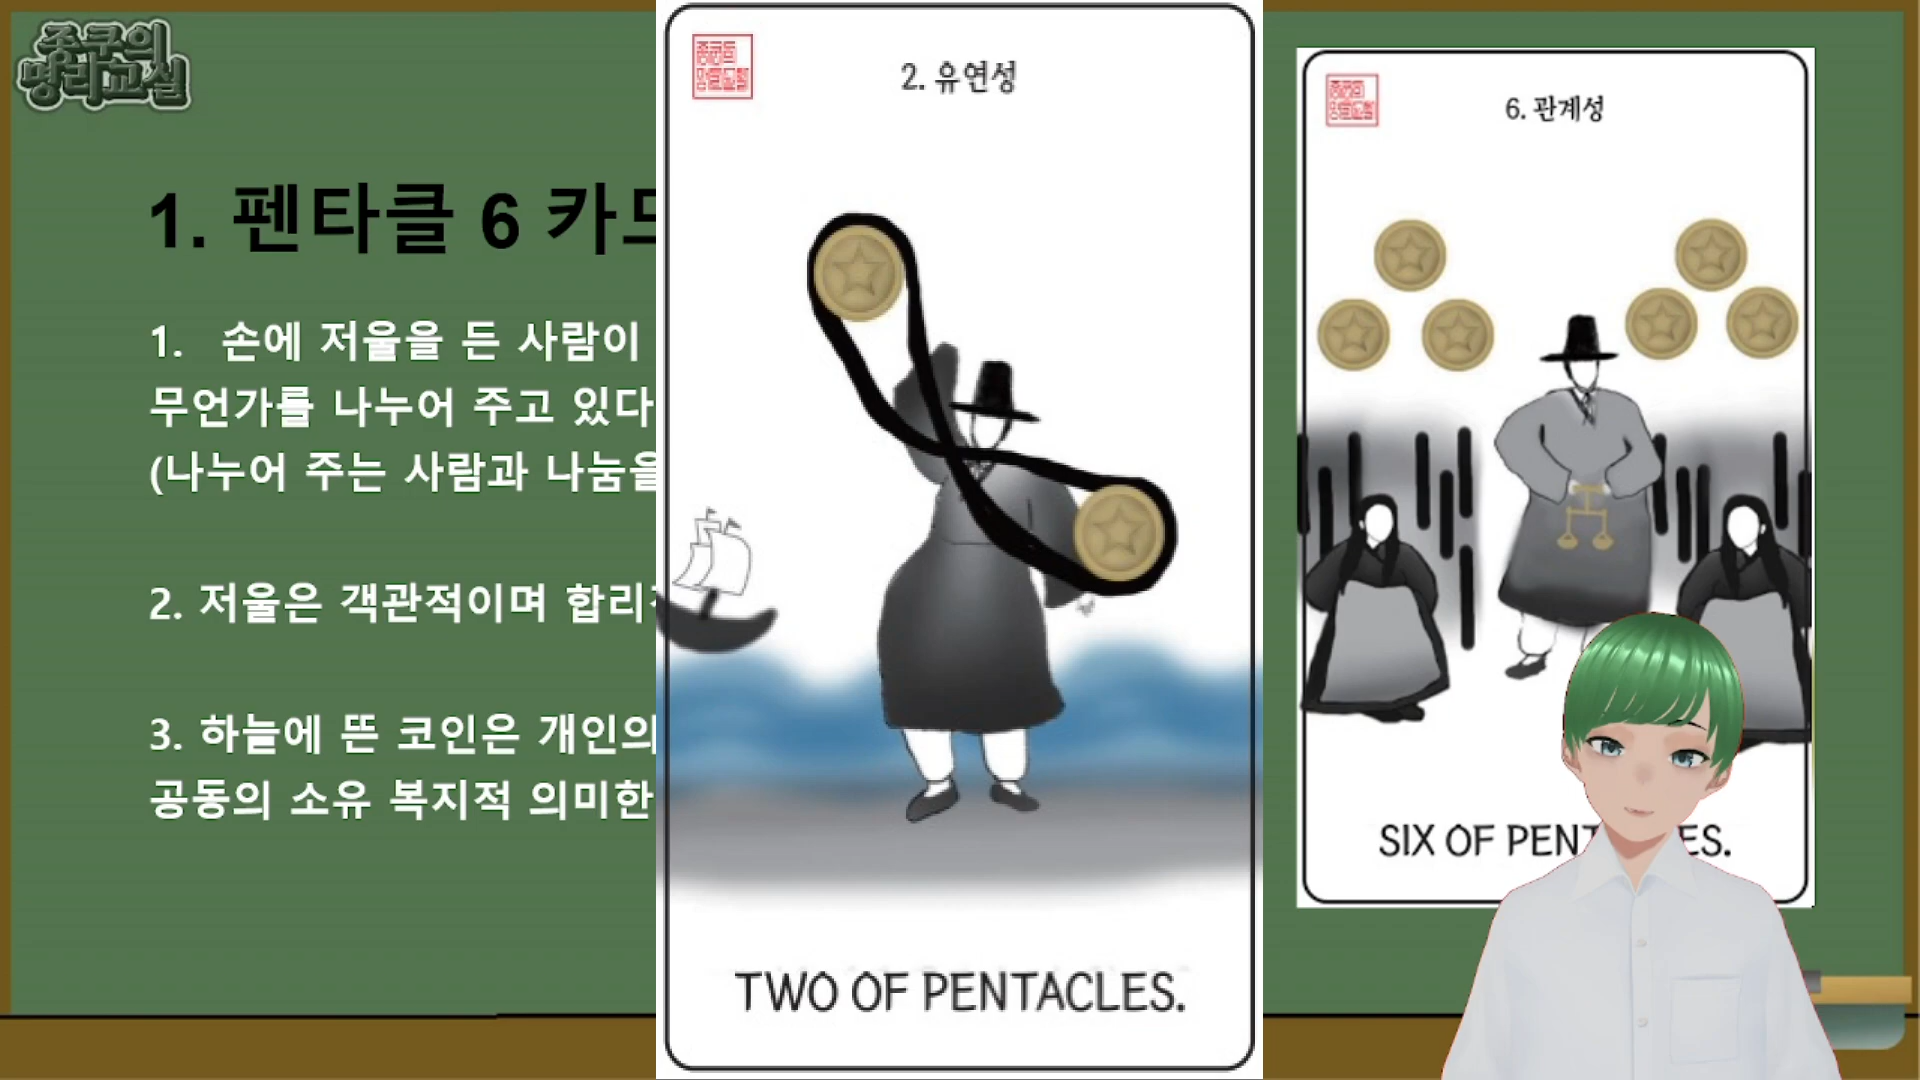 종쿠의
명리교실
1. 펜타클 6 카드
1. 손에 저울을 든 사람이
무언가를 나누어 주고 있다
(나누어 주는 사람과 나눔을
2. 저울은 객관적이며 합리적
3. 하늘에 뜬 코인은 개인의
공동의 소유 복지적 의미한
2. 유연성
TWO OF PENTACLES.
6. 관계성
SIX OF PENT ES.